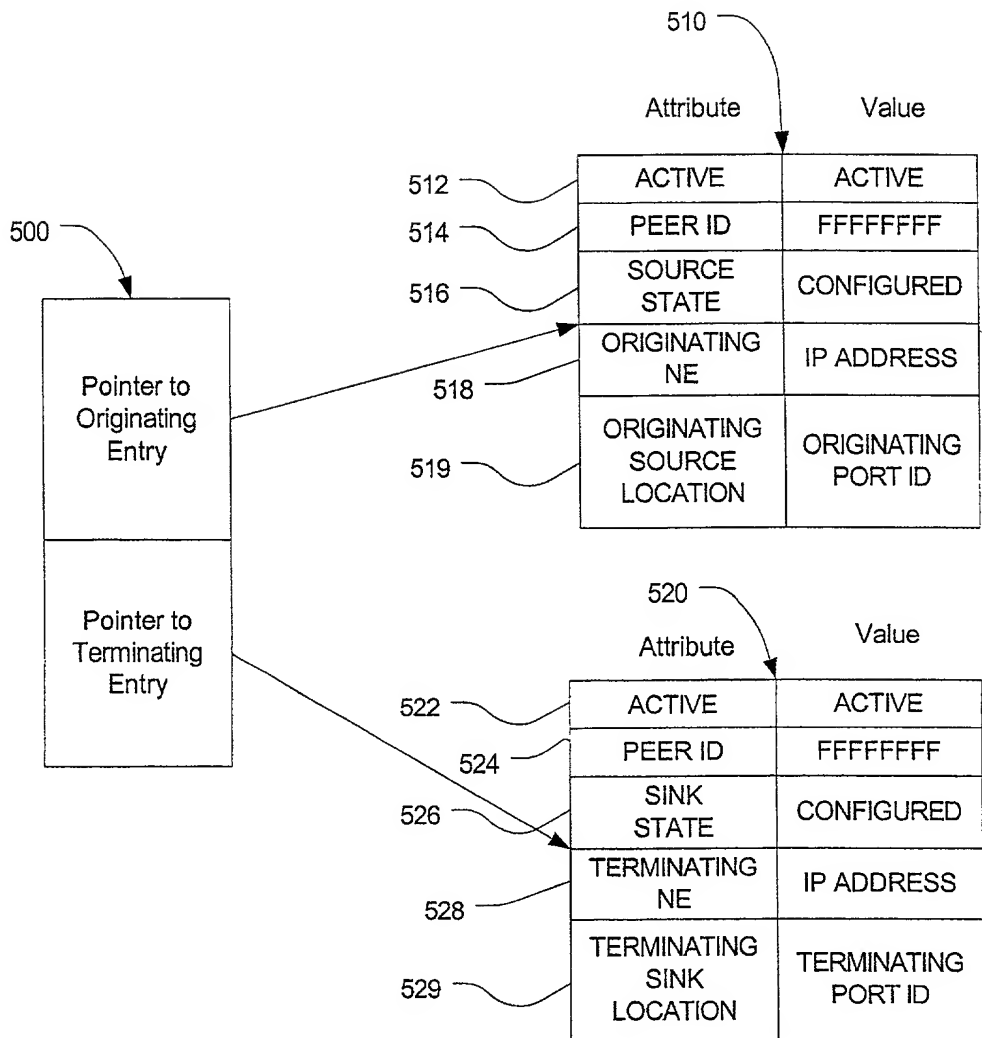 500
Pointer to
Originating
Entry
Pointer to
Terminating
Entry
510
Attribute Value
512 ACTIVE ACTIVE
514 PEER ID FFFFFFFF
516 SOURCE
STATE CONFIGURED
518 ORIGINATING
NE IP ADDRESS
519 ORIGINATING
SOURCE
LOCATION
ORIGINATING
PORT ID
520
Attribute Value
522 ACTIVE ACTIVE
524 PEER ID FFFFFFFF
526 SINK
STATE CONFIGURED
528 TERMINATING
NE IP ADDRESS
529 TERMINATING
SINK
LOCATION
TERMINATING
PORT ID